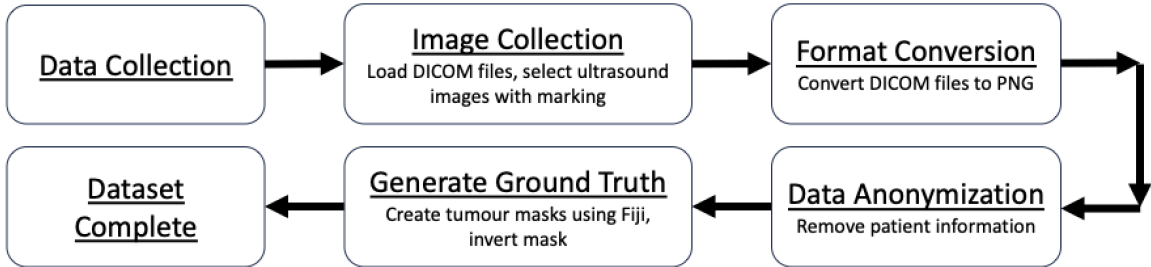 Data Collection
Image Collection
Load DICOM files, select ultrasound
images with marking
Format Conversion
Convert DICOM files to PNG
Data Anonymization
Remove patient information
Generate Ground Truth
Create tumour masks using Fiji,
invert mask
Dataset
Complete